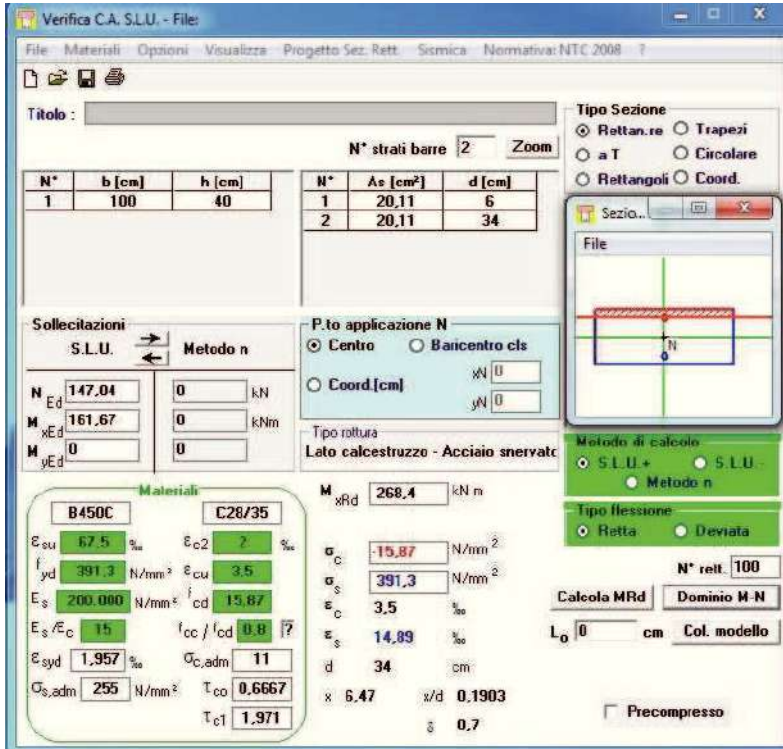 Verifica C.A. S.L.U. - File:
File Materiali Opzioni Visualizza Progetto Sez. Rett. Sismica Normativa: NTC 2008 ?
Titolo :
N° strati barre 2 Zoom
N° b [cm] h [cm]
1 100 40
N° As [cm²] d [cm]
1 20,11 6
2 20,11 34
Tipo Sezione
Rettan.re Trapezi
a T Circolare
Rettangoli Coord.
Sezio...
File
N
Sollecitazioni
S.L.U. Metodo n
N Ed 147,04 0 kN
M xEd 161,67 0 kNm
M yEd 0 0
P.to applicazione N
Centro Baricentro cls
Coord.[cm] xN 0
yN 0
Tipo rottura
Lato calcestruzzo - Acciaio snervato
Metodo di calcolo
S.L.U.+ S.L.U.-
Metodo n
Tipo flessione
Retta Deviata
N° rett. 100
Calcola MRd Dominio M-N
L₀ 0 cm Col. modello
Precompresso
Materiali
B450C C28/35
εsu 67,5 ‰ εc2 2 ‰
fyd 391,3 N/mm² εcu 3,5
Es 200.000 N/mm² fcd 15,87
Es/Ec 15 fcc / fcd 0,8 ?
εsyd 1,957 ‰ σc,adm 11
σs,adm 255 N/mm² τco 0,6667
τc1 1,971
M xRd 268,4 kN m
σc -15,87 N/mm²
σs 391,3 N/mm²
εc 3,5 ‰
εs 14,89 ‰
d 34 cm
x 6,47 x/d 0,1903
δ 0,7